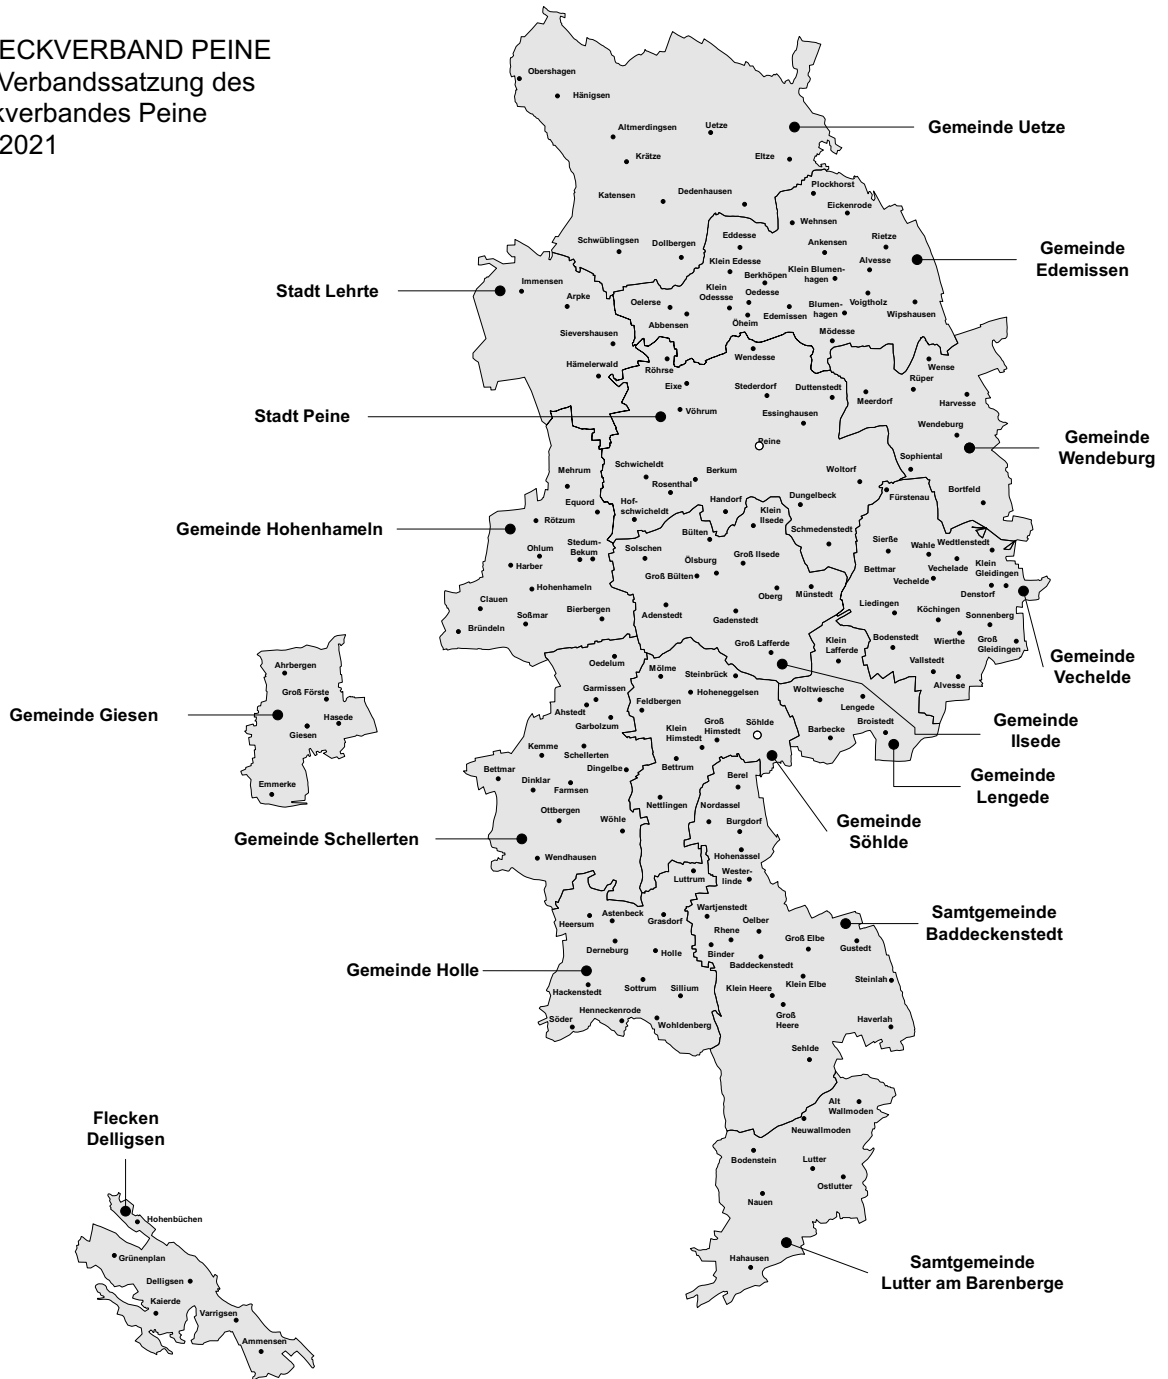 ECKVERBAND PEINE
Verbandssatzung des
kverbandes Peine
2021
Obershagen
Hänigsen
Altmerdingsen
Uetze
Gemeinde Uetze
Krätze
Eltze
Katensen
Dedenhausen
Plockhorst
Eickenrode
Wehnsen
Schwüblingsen
Dollbergen
Eddesse
Ankensen
Rietze
Gemeinde
Edemissen
Klein Edesse
Alvesse
Berkhöpen
Klein Blumen-
hagen
Stadt Lehrte
Immensen
Arpke
Oelerse
Abbensen
Klein
Odessse
Oedesse
Öheim
Edemissen
Blumen-
hagen
Voigtholz
Wipshausen
Sievershausen
Mödesse
Hämelerwald
Röhrse
Wendesse
Wense
Rüper
Eixe
Stederdorf
Duttenstedt
Meerdorf
Harvesse
Stadt Peine
Vöhrum
Essinghausen
Wendeburg
Peine
Gemeinde
Wendeburg
Sophiental
Mehrum
Schwicheldt
Berkum
Woltorf
Rosenthal
Bortfeld
Equord
Hof-
schwicheldt
Handorf
Dungelbeck
Fürstenau
Gemeinde Hohenhameln
Rötzum
Klein
Ilsede
Schmedenstedt
Bülten
Ohlum
Stedum-
Bekum
Solschen
Groß Ilsede
Sierße
Wahle
Wedtlenstedt
Harber
Ölsburg
Groß Bülten
Bettmar
Vechelade
Klein
Gleidingen
Vechelde
Hohenhameln
Oberg
Münstedt
Denstorf
Clauen
Bierbergen
Adenstedt
Gadenstedt
Liedingen
Köchingen
Sonnenberg
Soßmar
Bründeln
Groß Lafferde
Klein
Lafferde
Bodenstedt
Wierthe
Groß
Gleidingen
Gemeinde
Vechelde
Vallstedt
Alvesse
Oedelum
Mölme
Steinbrück
Ahrbergen
Groß Förste
Garmissen
Hoheneggelsen
Woltwiesche
Lengede
Feldbergen
Gemeinde Giesen
Hasede
Giesen
Ahstedt
Garbolzum
Klein
Himstedt
Groß
Himstedt
Söhlde
Barbecke
Broistedt
Gemeinde
Ilsede
Kemme
Schellerten
Bettmar
Dingelbe
Bettrum
Dinklar
Farmsen
Berel
Gemeinde
Lengede
Emmerke
Ottbergen
Nettlingen
Nordassel
Wöhle
Burgdorf
Gemeinde
Söhlde
Gemeinde Schellerten
Wendhausen
Hohenassel
Luttrum
Wester-
linde
Heersum
Astenbeck
Grasdorf
Wartjenstedt
Oelber
Samtgemeinde
Baddeckenstedt
Rhene
Groß Elbe
Gustedt
Derneburg
Holle
Binder
Baddeckenstedt
Gemeinde Holle
Hackenstedt
Sottrum
Sillium
Klein Heere
Klein Elbe
Steinlah
Söder
Henneckenrode
Wohldenberg
Groß
Heere
Haverlah
Sehlde
Alt
Wallmoden
Flecken
Delligsen
Neuwallmoden
Bodenstein
Lutter
Ostlutter
Nauen
Hohenbüchen
Grünenplan
Hahausen
Samtgemeinde
Lutter am Barenberge
Delligsen
Kaierde
Varrigsen
Ammensen